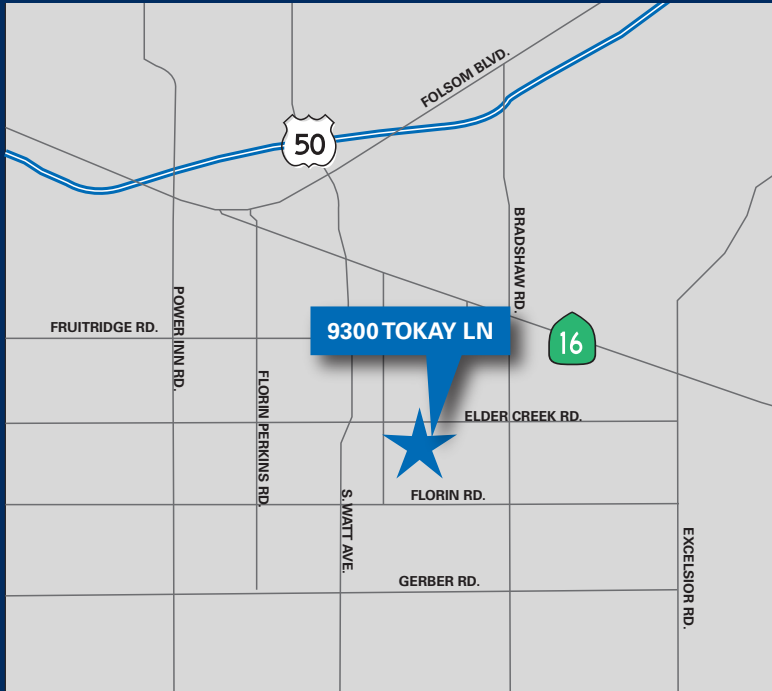 FOLSOM BLVD.
50
BRADSHAW RD.
POWER INN RD.
FRUITRIDGE RD.
9300 TOKAY LN
16
FLORIN PERKINS RD.
ELDER CREEK RD.
S. WATT AVE.
FLORIN RD.
EXCELSIOR RD.
GERBER RD.